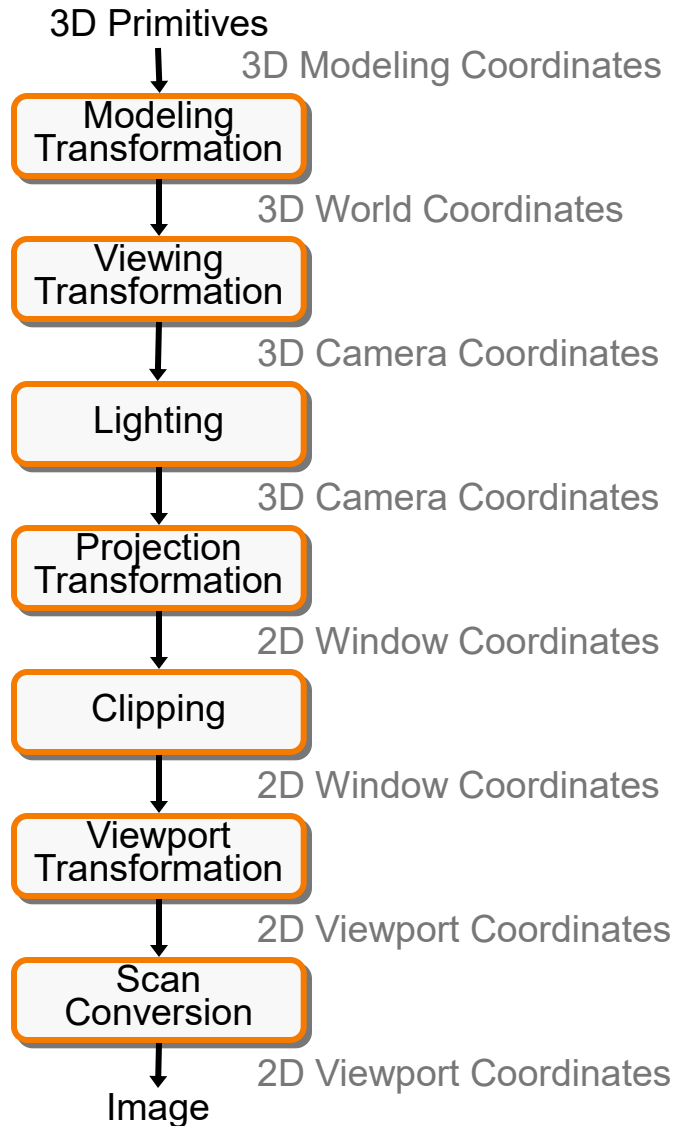 3D Primitives
3D Modeling Coordinates
Modeling
Transformation
3D World Coordinates
Viewing
Transformation
3D Camera Coordinates
Lighting
3D Camera Coordinates
Projection
Transformation
2D Window Coordinates
Clipping
2D Window Coordinates
Viewport
Transformation
2D Viewport Coordinates
Scan
Conversion
2D Viewport Coordinates
Image